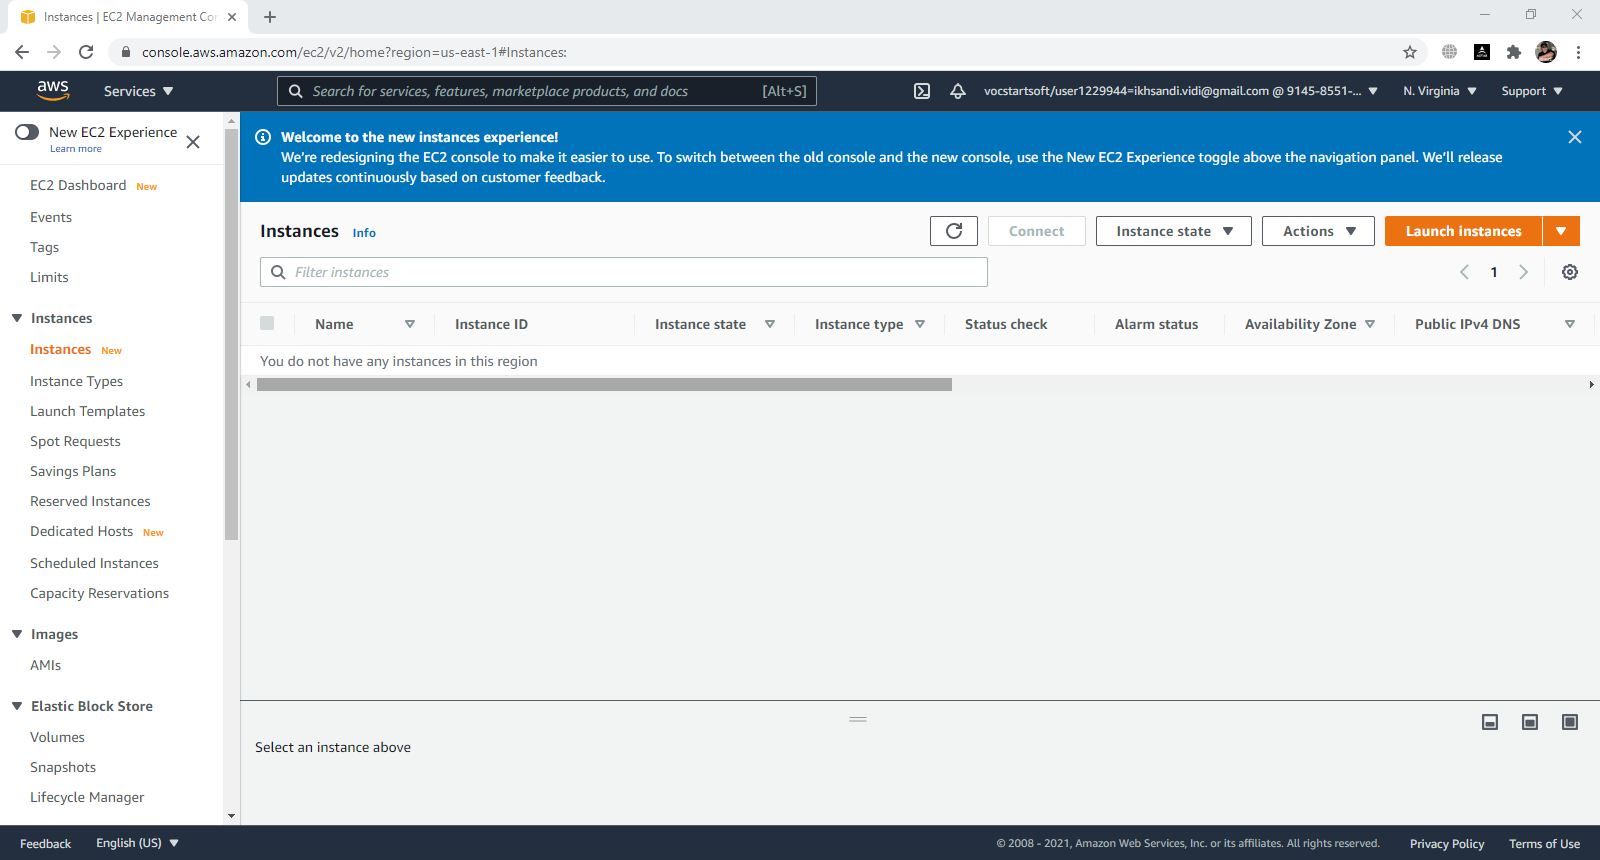 Instances | EC2 Management Con
console.aws.amazon.com/ec2/v2/home?region=us-east-1#Instances:
aws
Services
Search for services, features, marketplace products, and docs
[Alt+S]
vocstartsoft/user1229944=ikhsandi.vidi@gmail.com @ 9145-8551-...
N. Virginia
Support
New EC2 Experience
Learn more
EC2 Dashboard New
Events
Tags
Limits
Instances
Instances New
Instance Types
Launch Templates
Spot Requests
Savings Plans
Reserved Instances
Dedicated Hosts New
Scheduled Instances
Capacity Reservations
Images
AMIs
Elastic Block Store
Volumes
Snapshots
Lifecycle Manager
Welcome to the new instances experience!
We're redesigning the EC2 console to make it easier to use. To switch between the old console and the new console, use the New EC2 Experience toggle above the navigation panel. We'll release
updates continuously based on customer feedback.
Instances Info
Connect
Instance state
Actions
Launch instances
Filter instances
1
Name
Instance ID
Instance state
Instance type
Status check
Alarm status
Availability Zone
Public IPv4 DNS
You do not have any instances in this region
Select an instance above
Feedback
English (US)
© 2008 - 2021, Amazon Web Services, Inc. or its affiliates. All rights reserved.
Privacy Policy
Terms of Use